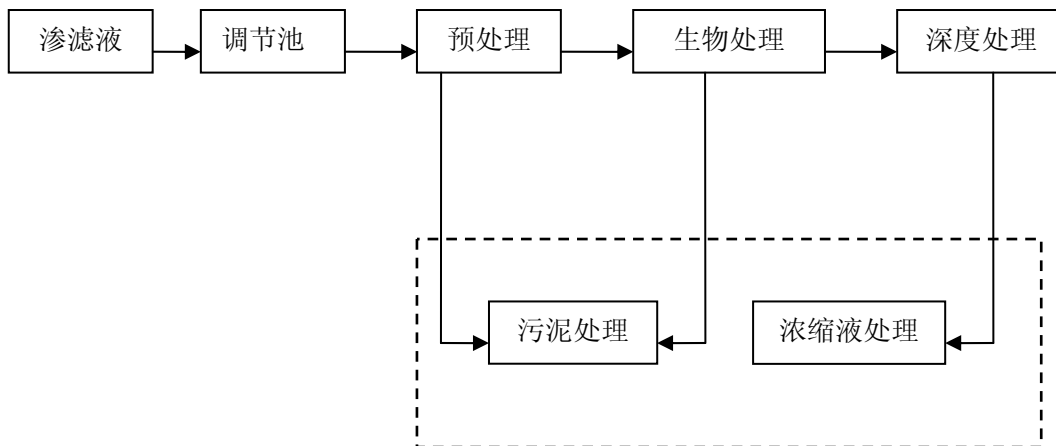 渗滤液
调节池
预处理
生物处理
深度处理
污泥处理
浓缩液处理